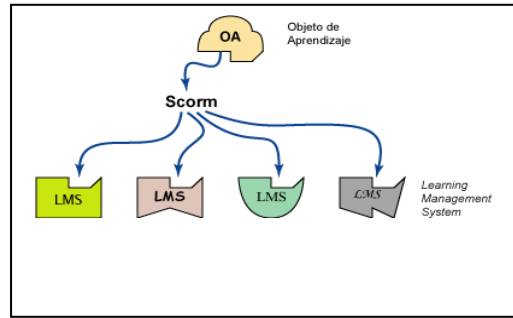 OA
Objeto de
Aprendizaje
Scorm
LMS
LMS
LMS
LMS
Learning
Management
System